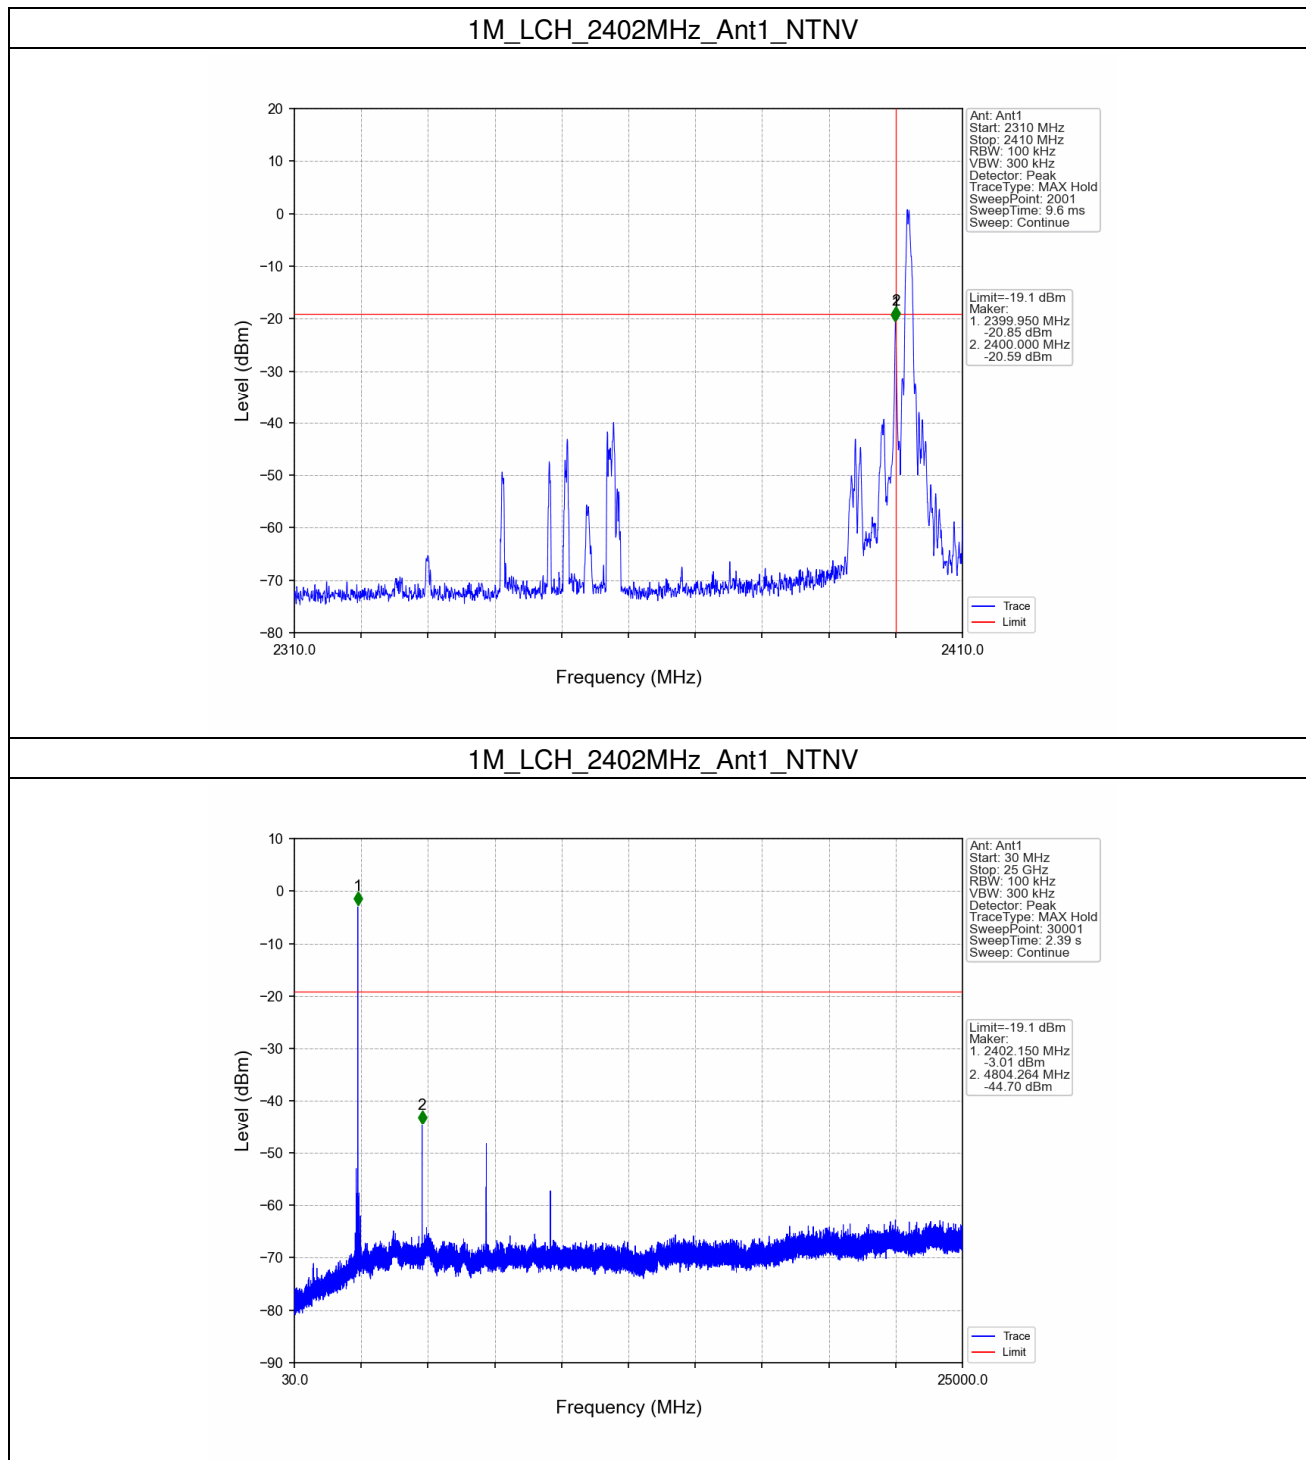 1M_LCH_2402MHz_Ant1_NTNV
20
10
0
−10
−20
−30
−40
−50
−60
−70
−80
Level (dBm)
2310.0
2410.0
Frequency (MHz)
2
Ant: Ant1
Start: 2310 MHz
Stop: 2410 MHz
RBW: 100 kHz
VBW: 300 kHz
Detector: Peak
TraceType: MAX Hold
SweepPoint: 2001
SweepTime: 9.6 ms
Sweep: Continue
Limit=-19.1 dBm
Maker:
1. 2399.950 MHz
-20.85 dBm
2. 2400.000 MHz
-20.59 dBm
Trace
Limit
1M_LCH_2402MHz_Ant1_NTNV
10
0
−10
−20
−30
−40
−50
−60
−70
−80
−90
Level (dBm)
30.0
25000.0
Frequency (MHz)
1
2
Ant: Ant1
Start: 30 MHz
Stop: 25 GHz
RBW: 100 kHz
VBW: 300 kHz
Detector: Peak
TraceType: MAX Hold
SweepPoint: 30001
SweepTime: 2.39 s
Sweep: Continue
Limit=-19.1 dBm
Maker:
1. 2402.150 MHz
-3.01 dBm
2. 4804.264 MHz
-44.70 dBm
Trace
Limit